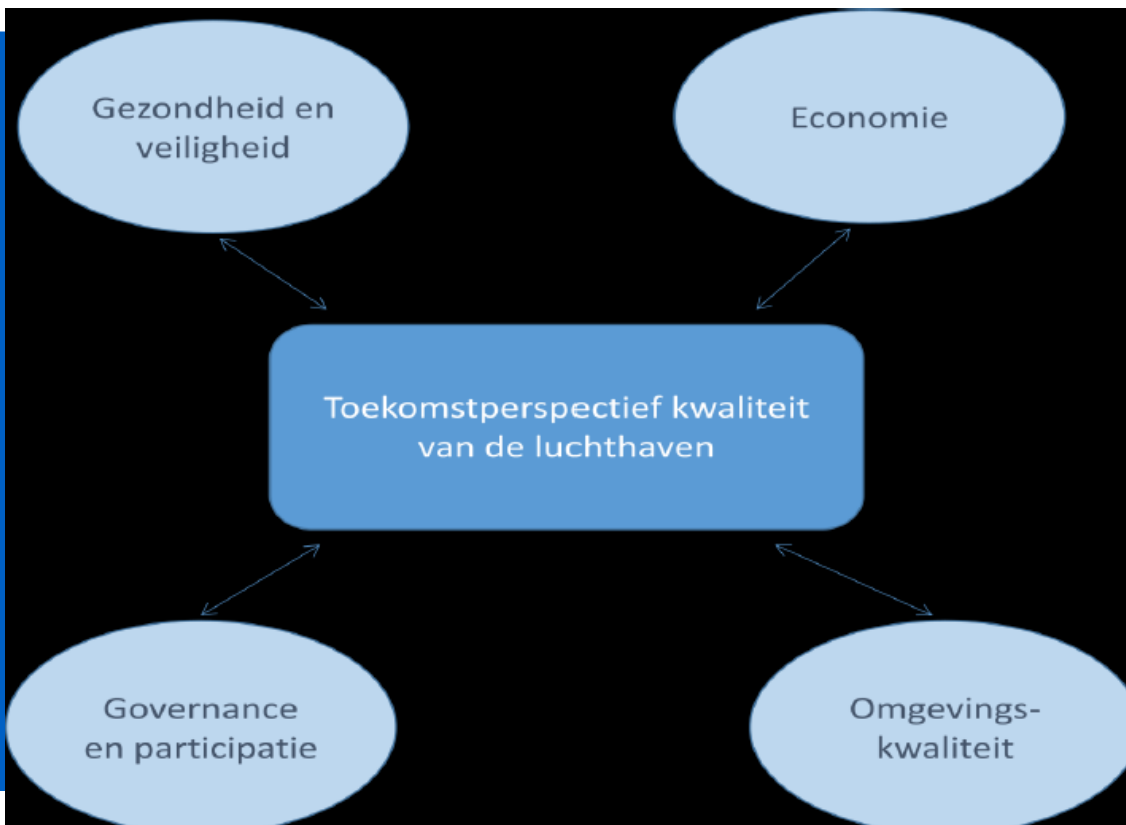 Gezondheid en
veiligheid
Economie
Toekomstperspectief kwaliteit
van de luchthaven
Governance
en participatie
Omgevings-
kwaliteit